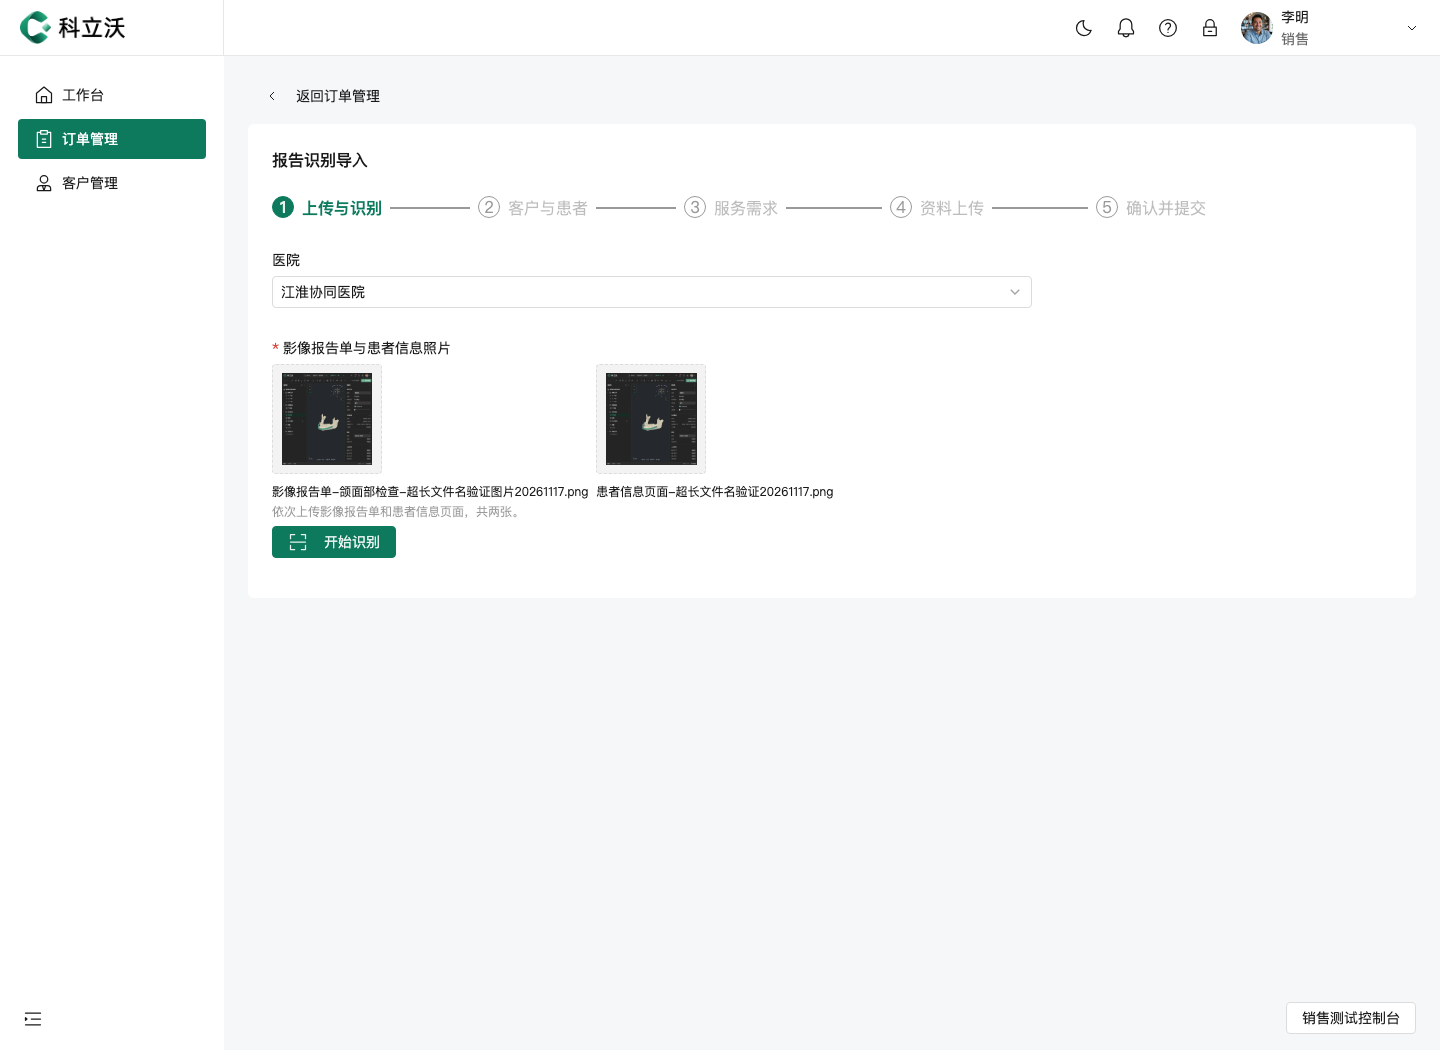 科立沃
李明
销售
工作台
订单管理
客户管理
返回订单管理
报告识别导入
1 上传与识别
2 客户与患者
3 服务需求
4 资料上传
5 确认并提交
医院
江淮协同医院
* 影像报告单与患者信息照片
影像报告单-颌面部检查-超长文件名验证图片20261117.png
患者信息页面-超长文件名验证20261117.png
依次上传影像报告单和患者信息页面，共两张。
开始识别
销售测试控制台